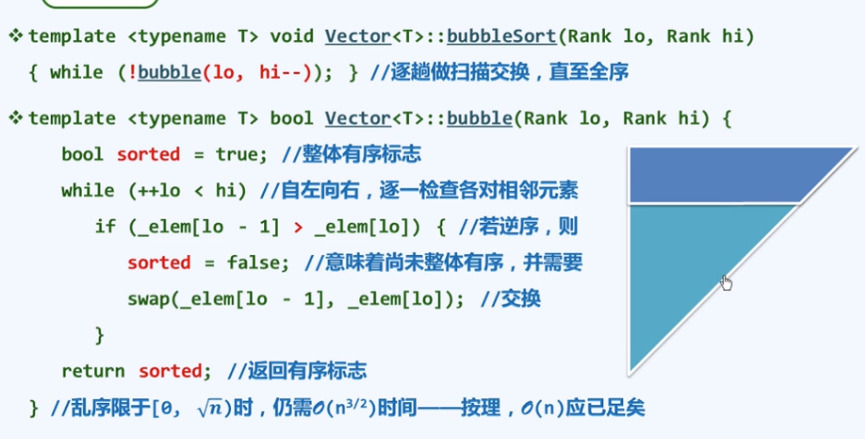 ❖ template <typename T> void Vector<T>::bubbleSort(Rank lo, Rank hi)
{ while (!bubble(lo, hi--)); } //逐趟做扫描交换，直至全序
❖ template <typename T> bool Vector<T>::bubble(Rank lo, Rank hi) {
bool sorted = true; //整体有序标志
while (++lo < hi) //自左向右，逐一检查各对相邻元素
if (_elem[lo - 1] > _elem[lo]) { //若逆序，则
sorted = false; //意味着尚未整体有序，并需要
swap(_elem[lo - 1], _elem[lo]); //交换
}
return sorted; //返回有序标志
} //乱序限于[0, √n)时，仍需O(n^3/2)时间——按理，O(n)应已足矣